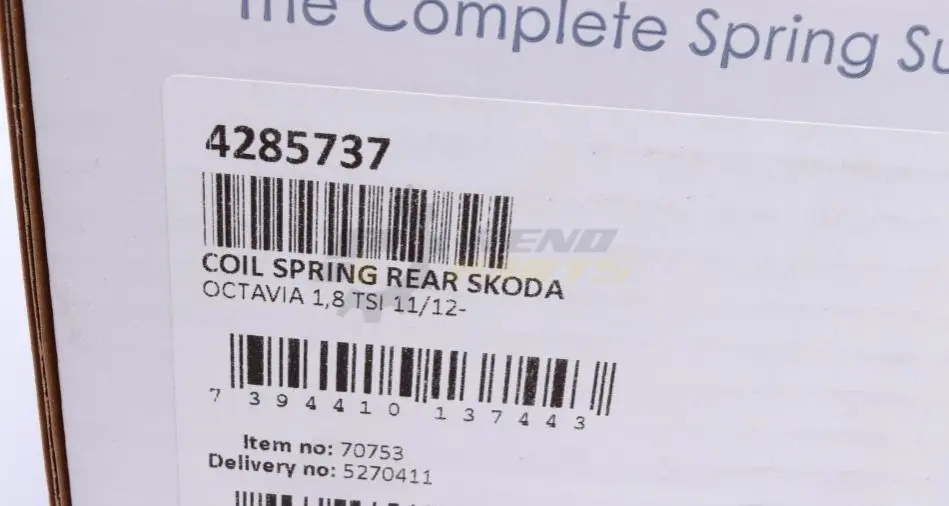 The Complete Spring
4285737
COIL SPRING REAR SKODA
OCTAVIA 1,8 TSI 11/12-
7 394410 137443
Item no: 70753
Delivery no: 5270411